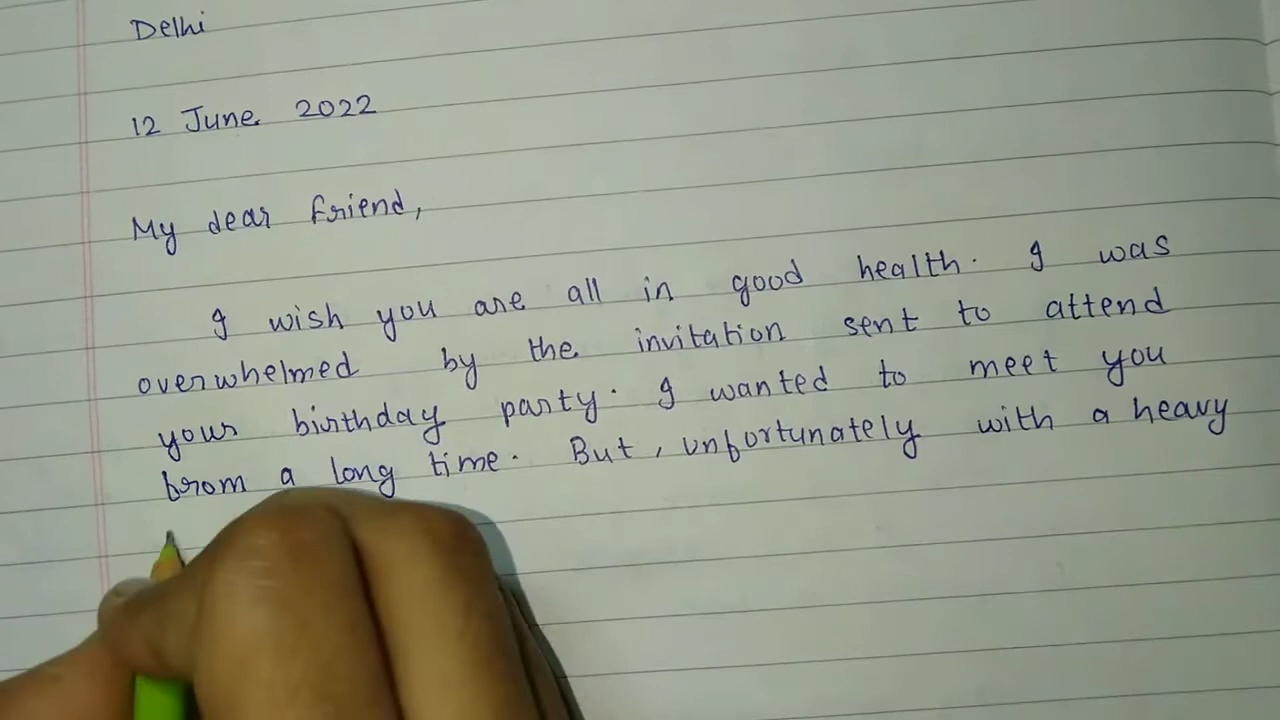 Delhi
12 June 2022
My dear friend,
I wish you are all in good health. I was
overwhelmed by the invitation sent to attend
your birthday party. I wanted to meet you
from a long time. But, unfortunately with a heavy